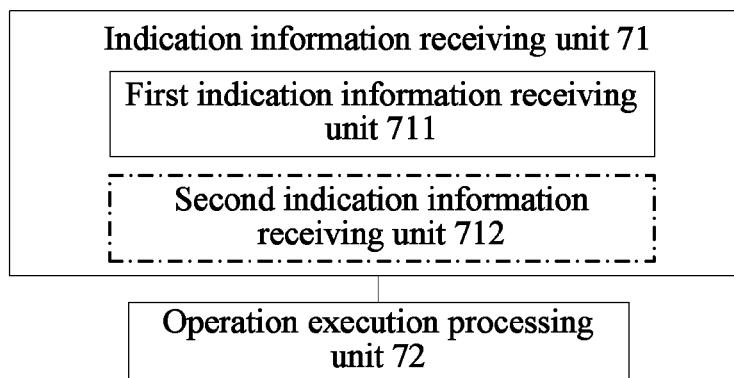 Indication information receiving unit 71
First indication information receiving
unit 711
Second indication information
receiving unit 712
Operation execution processing
unit 72